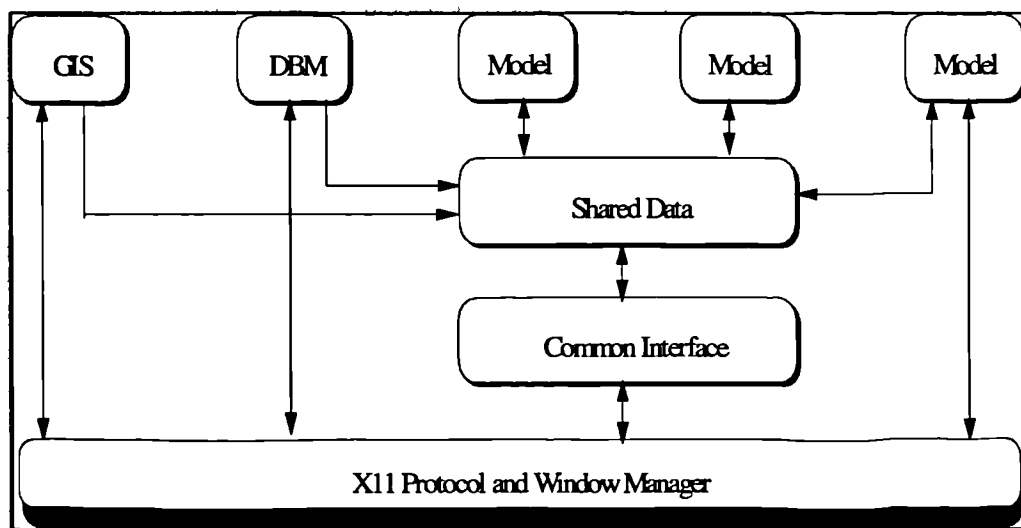 GIS
DBM
Model
Model
Model
Shared Data
Common Interface
X11 Protocol and Window Manager